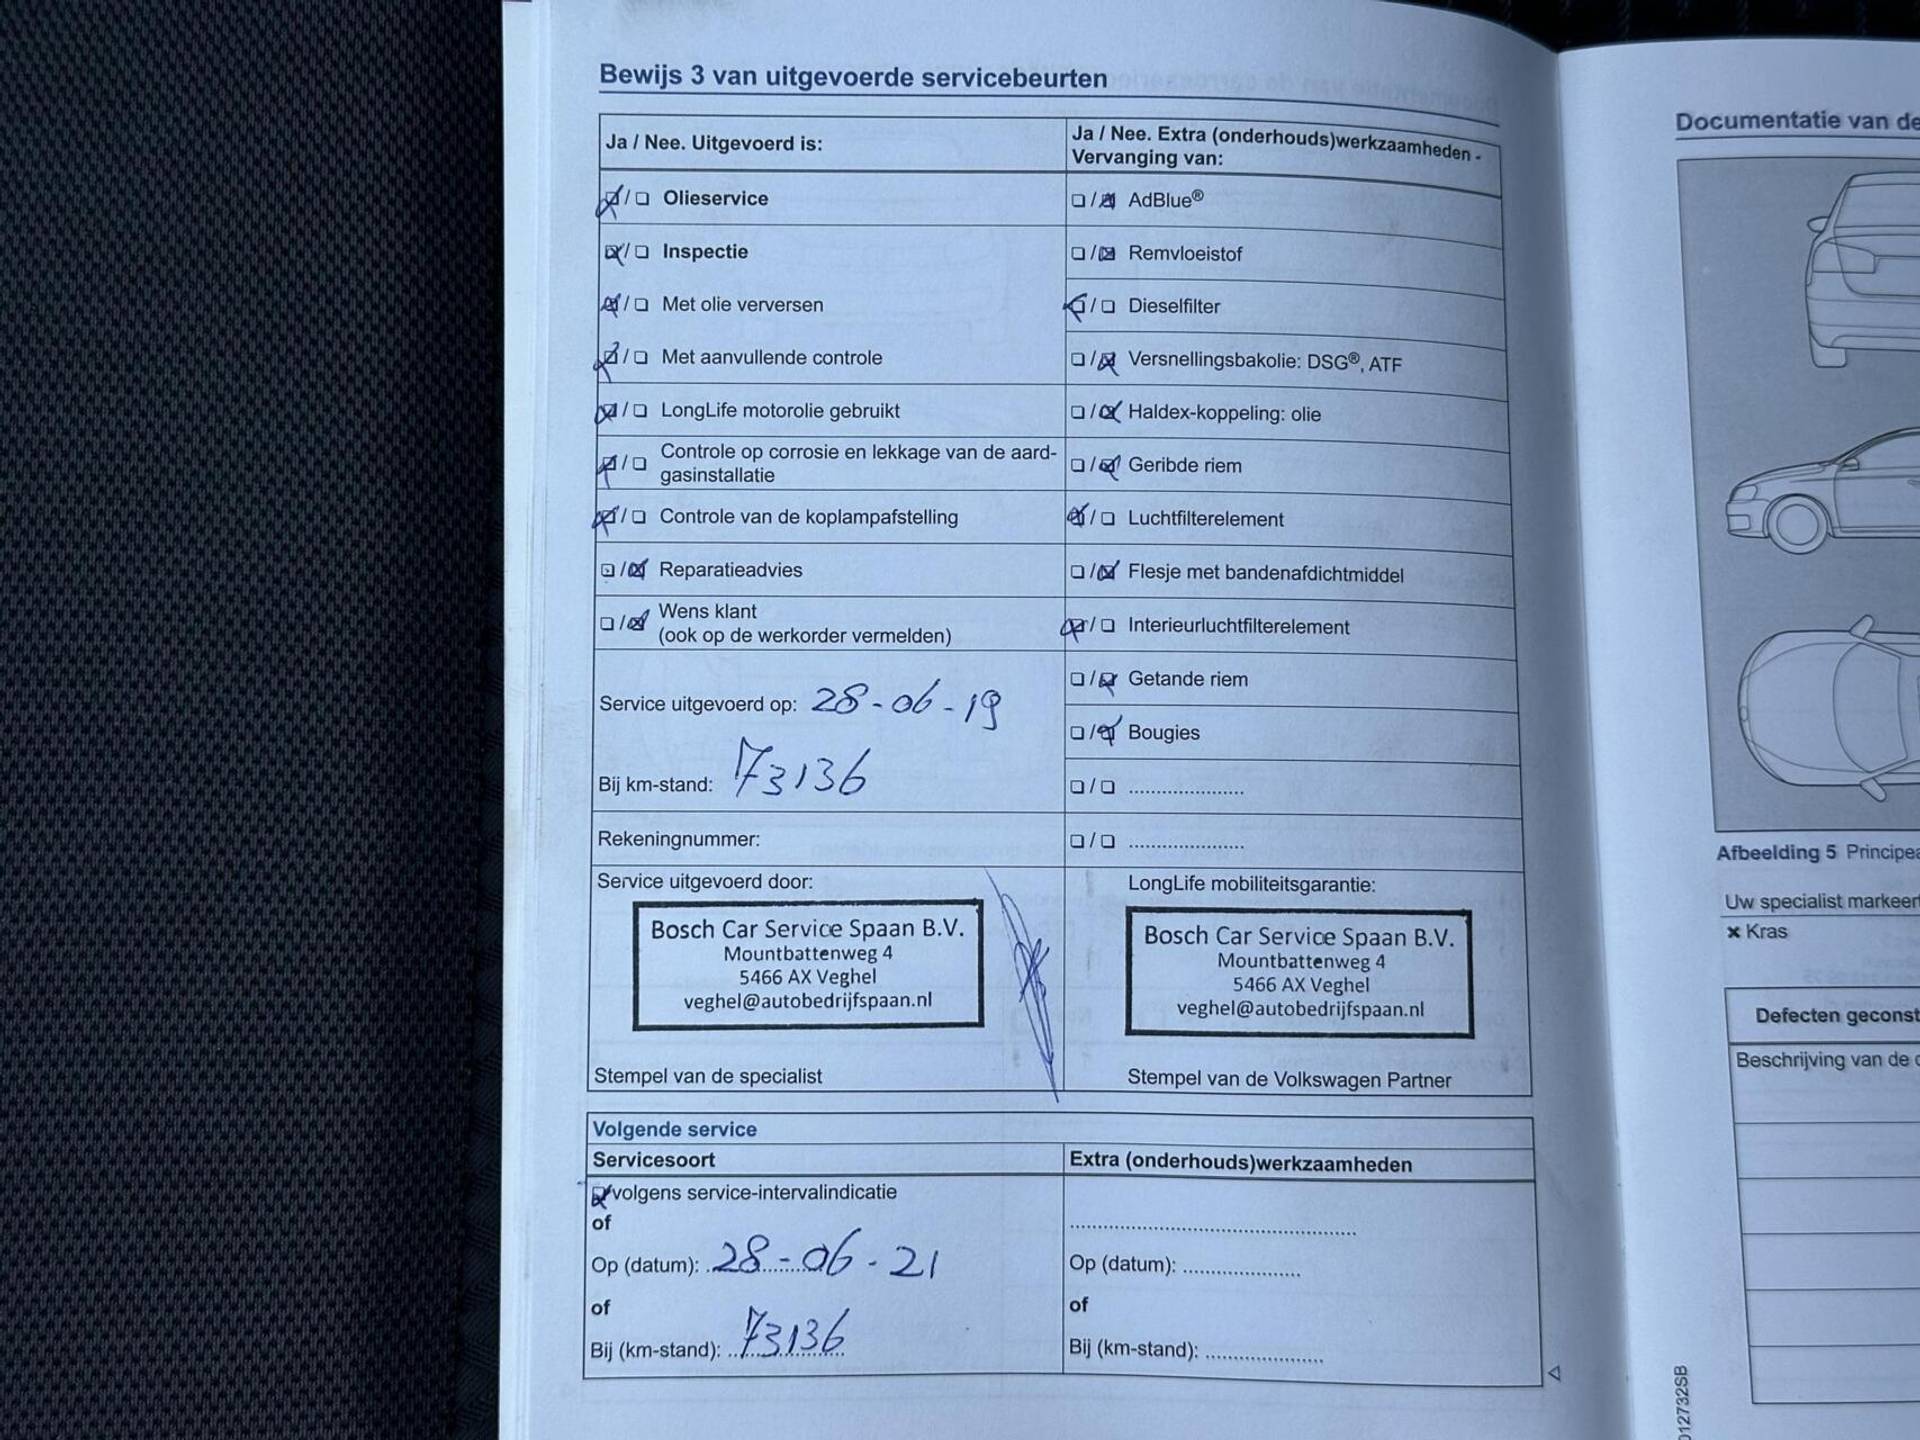 Bewijs 3 van uitgevoerde servicebeurten
Ja / Nee. Uitgevoerd is:
Olieservice
Inspectie
Met olie verversen
Met aanvullende controle
LongLife motorolie gebruikt
Controle op corrosie en lekkage van de aard-
gasinstallatie
Controle van de koplampafstelling
Reparatieadvies
Wens klant
(ook op de werkorder vermelden)
Service uitgevoerd op: 28-06-19
Bij km-stand: 73136
Rekeningnummer:
Service uitgevoerd door:
Bosch Car Service Spaan B.V.
Mountbattenweg 4
5466 AX Veghel
veghel@autobedrijfspaan.nl
Stempel van de specialist
Ja / Nee. Extra (onderhouds)werkzaamheden -
Vervanging van:
AdBlue®
Remvloeistof
Dieselfilter
Versnellingsbakolie: DSG®, ATF
Haldex-koppeling: olie
Geribde riem
Luchtfilterelement
Flesje met bandenafdichtmiddel
Interieurluchtfilterelement
Getande riem
Bougies
LongLife mobiliteitsgarantie:
Bosch Car Service Spaan B.V.
Mountbattenweg 4
5466 AX Veghel
veghel@autobedrijfspaan.nl
Stempel van de Volkswagen Partner
Volgende service
Servicesoort
volgens service-intervalindicatie
of
Op (datum): 28-06-21
of
Bij (km-stand): 73136
Extra (onderhouds)werkzaamheden
Op (datum):
of
Bij (km-stand):
Documentatie van de
Afbeelding 5 Principea
Uw specialist markeert
× Kras
Defecten geconst
Beschrijving van de
012732SB